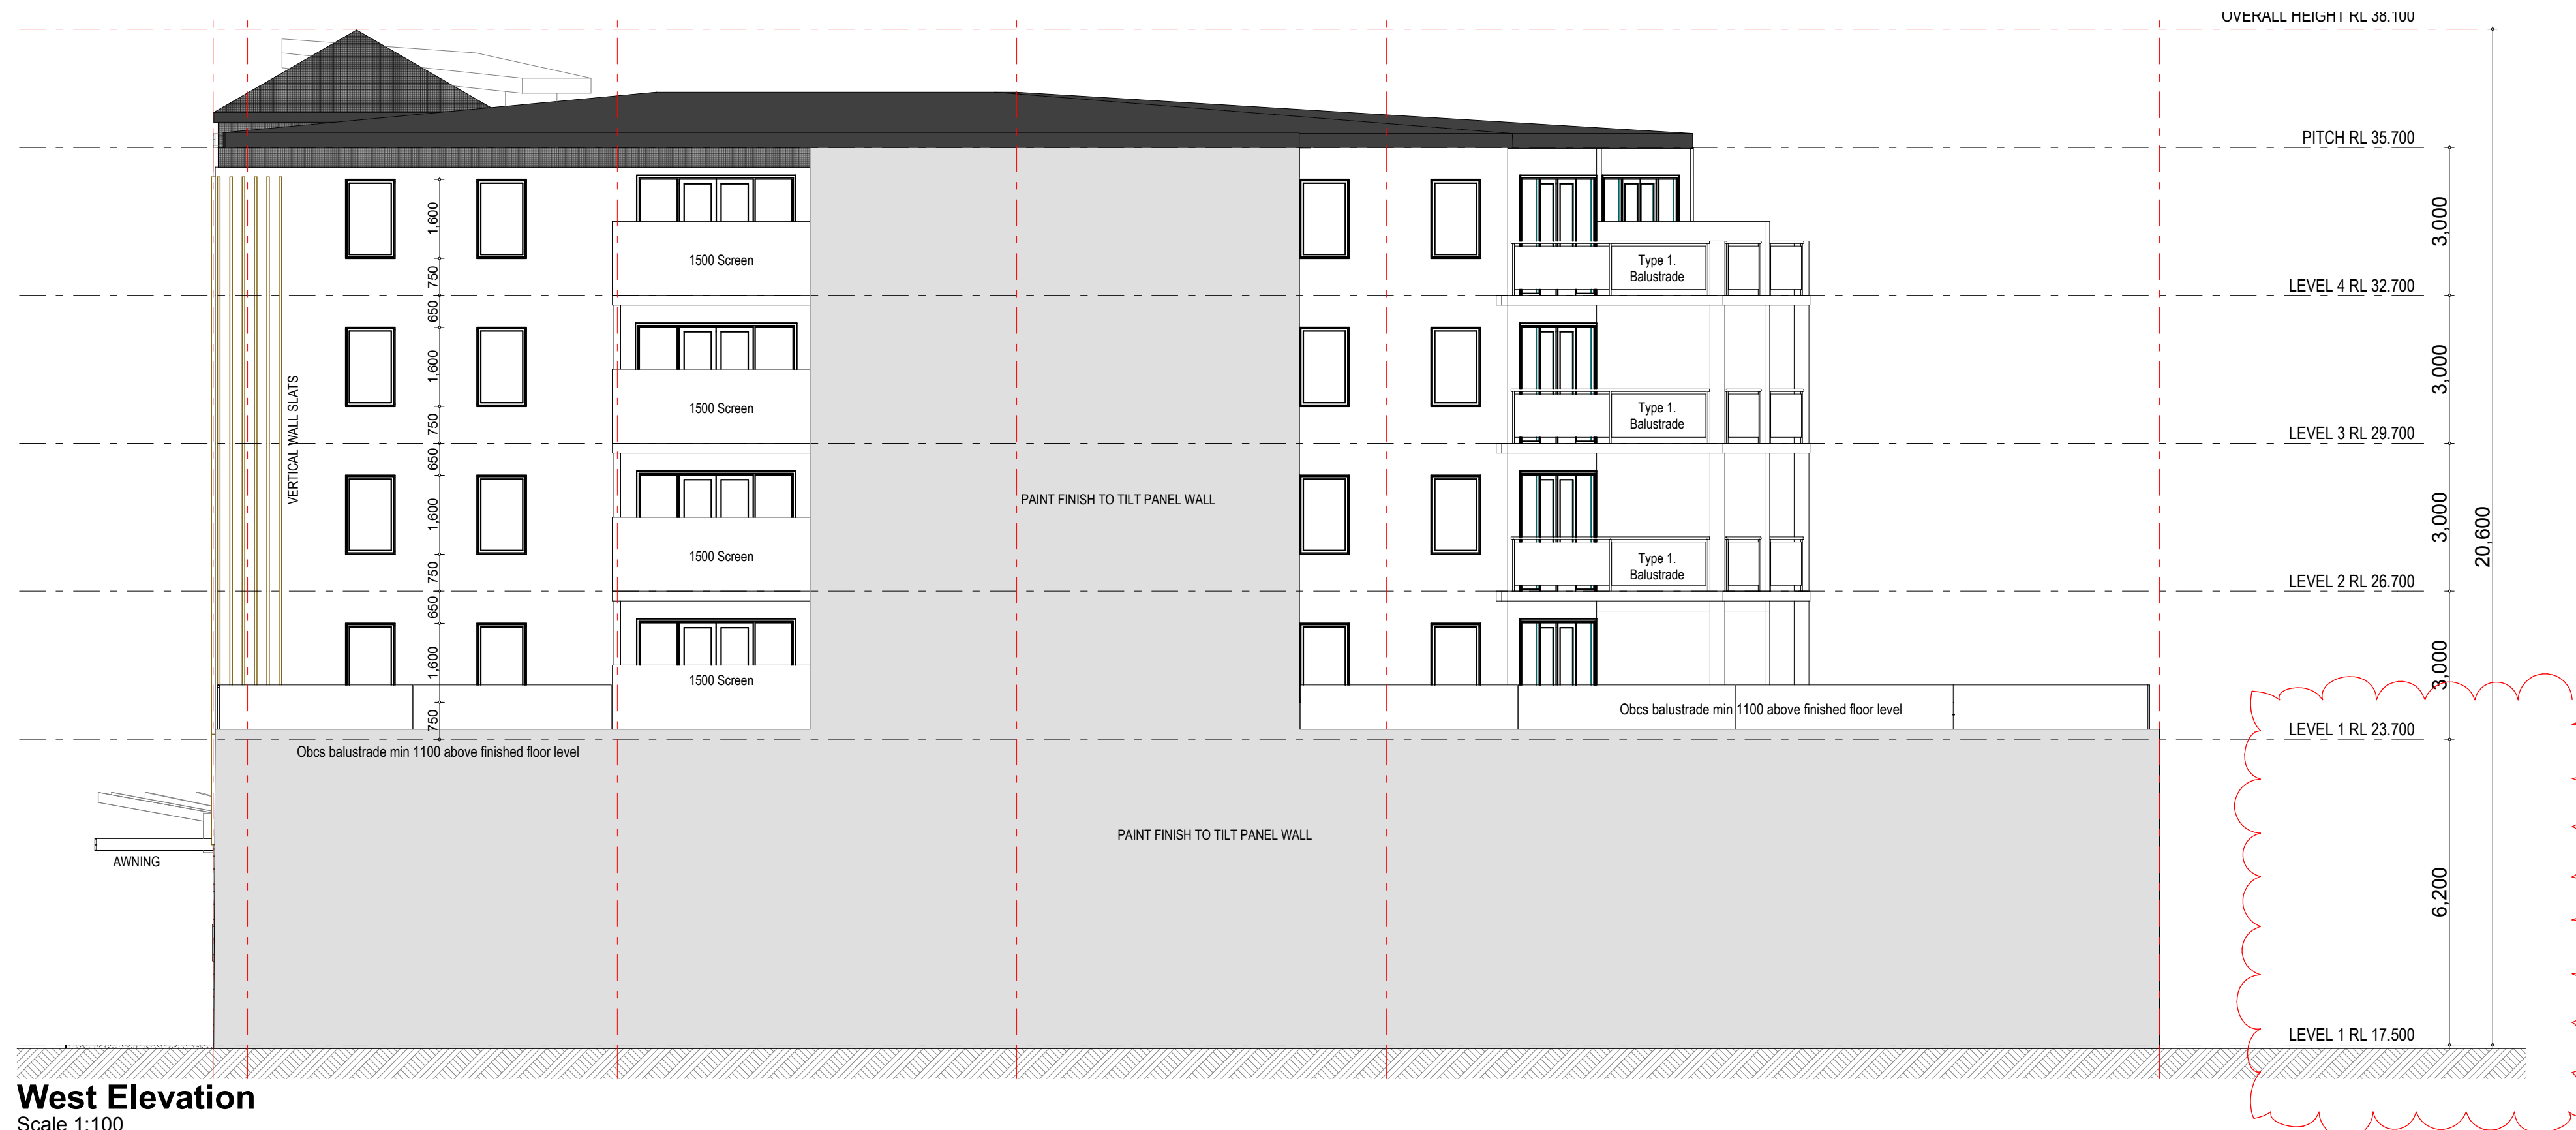 OVERALL HEIGHT RL 38.100
PITCH RL 35.700
1,600
3,000
1500 Screen
Type 1.
Balustrade
750
LEVEL 4 RL 32.700
650
1,600
3,000
VERTICAL WALL SLATS
1500 Screen
Type 1.
Balustrade
750
LEVEL 3 RL 29.700
650
PAINT FINISH TO TILT PANEL WALL
1,600
3,000
20,600
1500 Screen
Type 1.
Balustrade
750
LEVEL 2 RL 26.700
650
1,600
3,000
1500 Screen
Obcs balustrade min 1100 above finished floor level
750
LEVEL 1 RL 23.700
Obcs balustrade min 1100 above finished floor level
PAINT FINISH TO TILT PANEL WALL
AWNING
6,200
LEVEL 1 RL 17.500
West Elevation
Scale 1:100